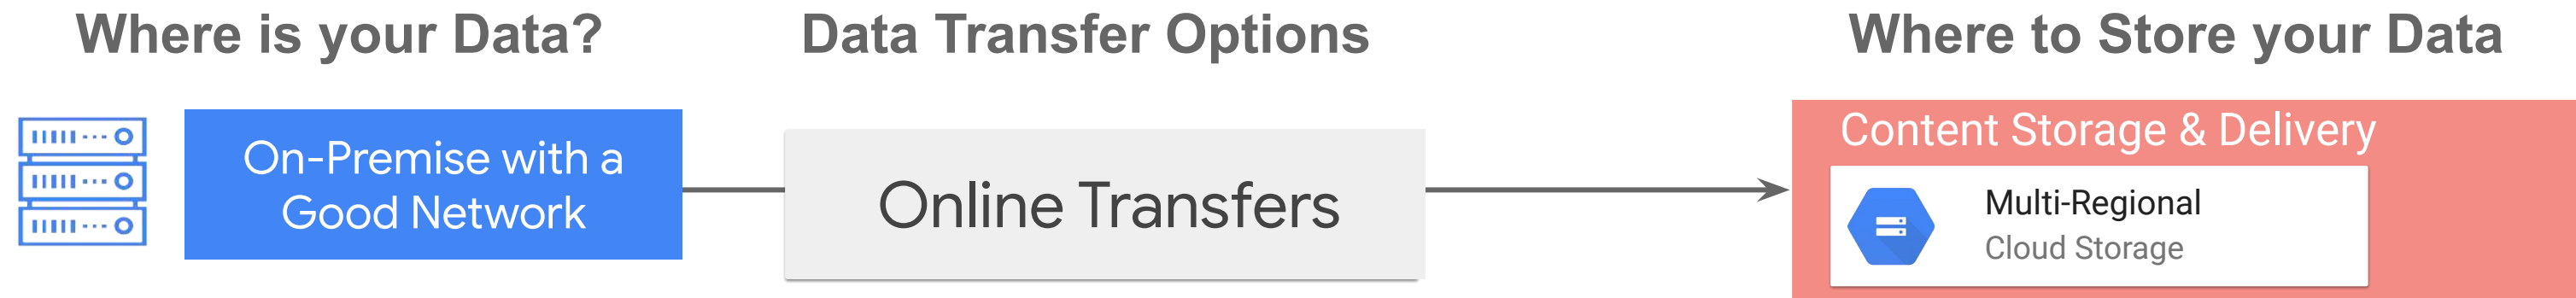 Where is your Data?
Data Transfer Options
Where to Store your Data
On-Premise with a
Good Network
Online Transfers
Content Storage & Delivery
Multi-Regional
Cloud Storage